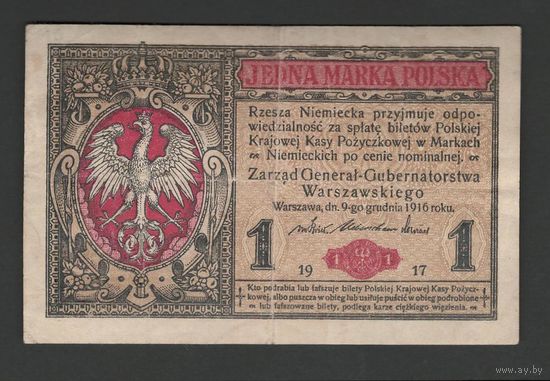 JEDNA MARKA POLSKA
Rzesza Niemiecka przyjmuje odpo-
wiedzialność za spłatę biletów Polskiej
Krajowej Kasy Pożyczkowej w Markach
Niemieckich po cenie nominalnej.
Zarząd General-Gubernatorstwa
Warszawskiego
Warszawa, dn. 9-go grudnia 1916 roku.
1 1 1 1
19 17
Kto podrabia lub fałszuje bilety Polskiej Krajowej Kasy Pożycz-
kowej, albo puszcza w obieg lub usiłuje puścić w obieg podrobione
lub fałszowane bilety, podlega karze ciężkiego więzienia.
www.ay.by